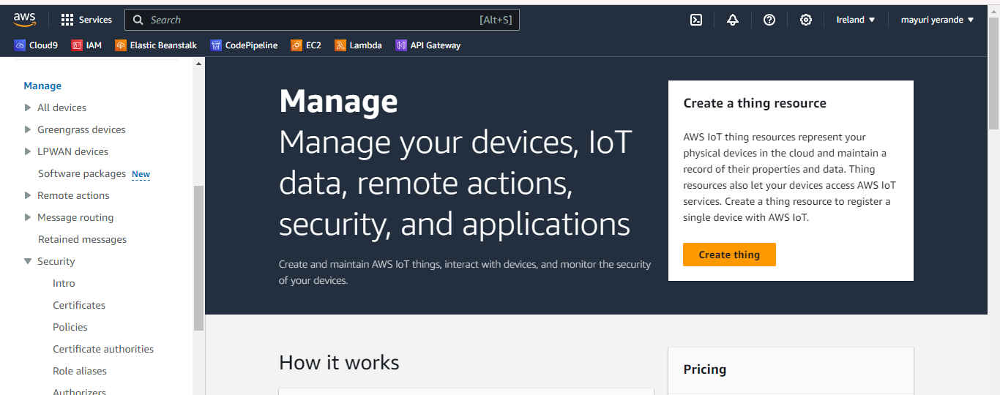 aws
Services
Search
[Alt+S]
Ireland
mayuri yerande
Cloud9
IAM
Elastic Beanstalk
CodePipeline
EC2
Lambda
API Gateway
Manage
All devices
Greengrass devices
LPWAN devices
Software packages New
Remote actions
Message routing
Retained messages
Security
Intro
Certificates
Policies
Certificate authorities
Role aliases
Authorizers
Manage
Manage your devices, IoT
data, remote actions,
security, and applications
Create and maintain AWS IoT things, interact with devices, and monitor the security
of your devices.
Create a thing resource
AWS IoT thing resources represent your
physical devices in the cloud and maintain a
record of their properties and data. Thing
resources also let your devices access AWS IoT
services. Create a thing resource to register a
single device with AWS IoT.
Create thing
How it works
Pricing